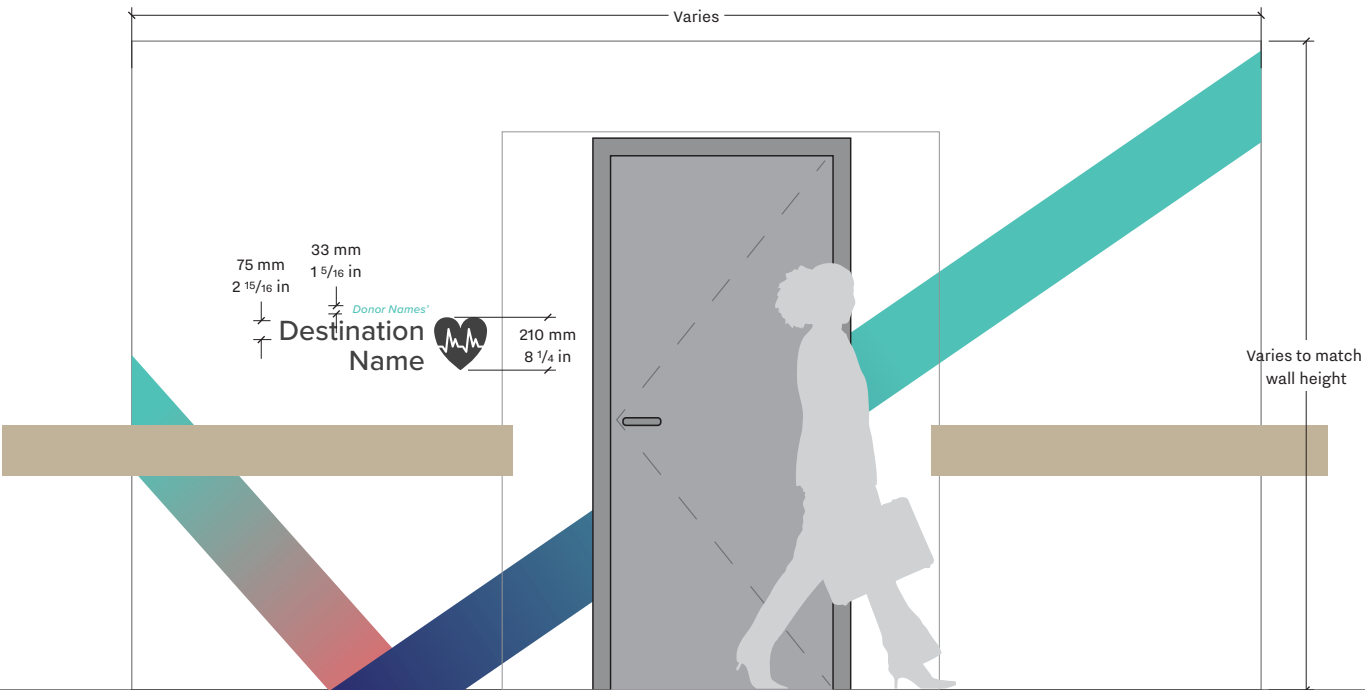 Varies
33 mm
1 5/16 in
75 mm
2 15/16 in
Donor Names'
Destination
Name
210 mm
8 1/4 in
Varies to match
wall height